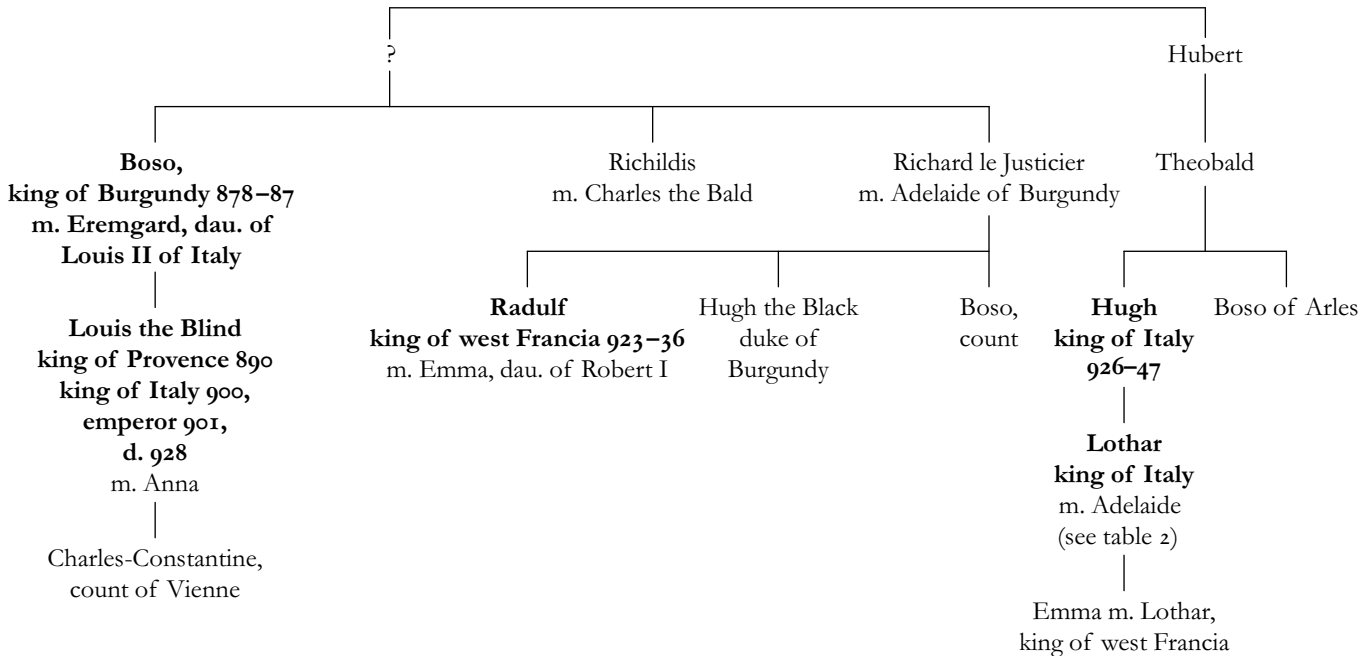 ?
Hubert
Boso,
king of Burgundy 878–87
m. Eremgard, dau. of
Louis II of Italy
Richildis
m. Charles the Bald
Richard le Justicier
m. Adelaide of Burgundy
Theobald
Louis the Blind
king of Provence 890
king of Italy 900,
emperor 901,
d. 928
m. Anna
Radulf
king of west Francia 923–36
m. Emma, dau. of Robert I
Hugh the Black
duke of
Burgundy
Boso,
count
Hugh
king of Italy
926–47
Boso of Arles
Lothar
king of Italy
m. Adelaide
(see table 2)
Charles-Constantine,
count of Vienne
Emma m. Lothar,
king of west Francia